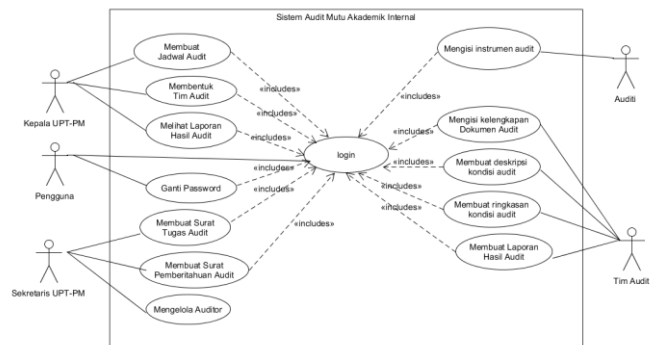 Sistem Audit Mutu Akademik Internal
Membuat
Jadwal Audit
Mengisi instrumen audit
«includes»
«includes»
Membentuk
Tim Audit
«includes»
Kepala UPT-PM
Auditi
Melihat Laporan
Hasil Audit
«includes»
Mengisi kelengkapan
Dokumen Audit
«includes»
login
Membuat deskripsi
kondisi audit
«includes»
«includes»
Pengguna
Ganti Password
«includes»
«includes»
Membuat ringkasan
kondisi audit
«includes»
Membuat Surat
Tugas Audit
«includes»
Membuat Laporan
Hasil Audit
Membuat Surat
Pemberitahuan Audit
Sekretaris UPT-PM
Tim Audit
Mengelola Auditor